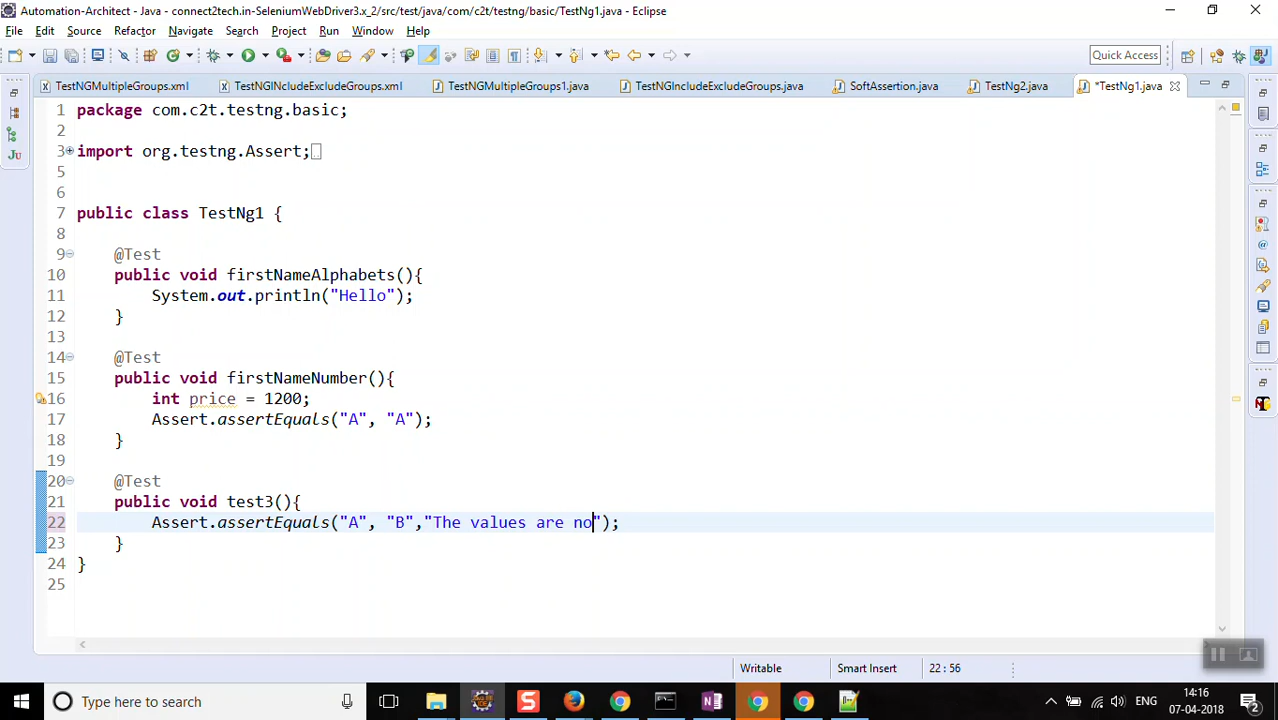 Automation-Architect - Java - connect2tech.in-SeleniumWebDriver3.x_2/src/test/java/com/c2t/testng/basic/TestNg1.java - Eclipse
File Edit Source Refactor Navigate Search Project Run Window Help
Quick Access
TestNGMultipleGroups.xml TestNGINcludeExcludeGroups.xml TestNGMultipleGroups1.java TestNGIncludeExcludeGroups.java SoftAssertion.java TestNg2.java *TestNg1.java
1 package com.c2t.testng.basic;
2
3 import org.testng.Assert;
5
6
7 public class TestNg1 {
8
9 @Test
10 public void firstNameAlphabets(){
11 System.out.println("Hello");
12 }
13
14 @Test
15 public void firstNameNumber(){
16 int price = 1200;
17 Assert.assertEquals("A", "A");
18 }
19
20 @Test
21 public void test3(){
22 Assert.assertEquals("A", "B","The values are no");
23 }
24 }
25
Writable Smart Insert 22 : 56
Type here to search ENG 14:16
07-04-2018 2